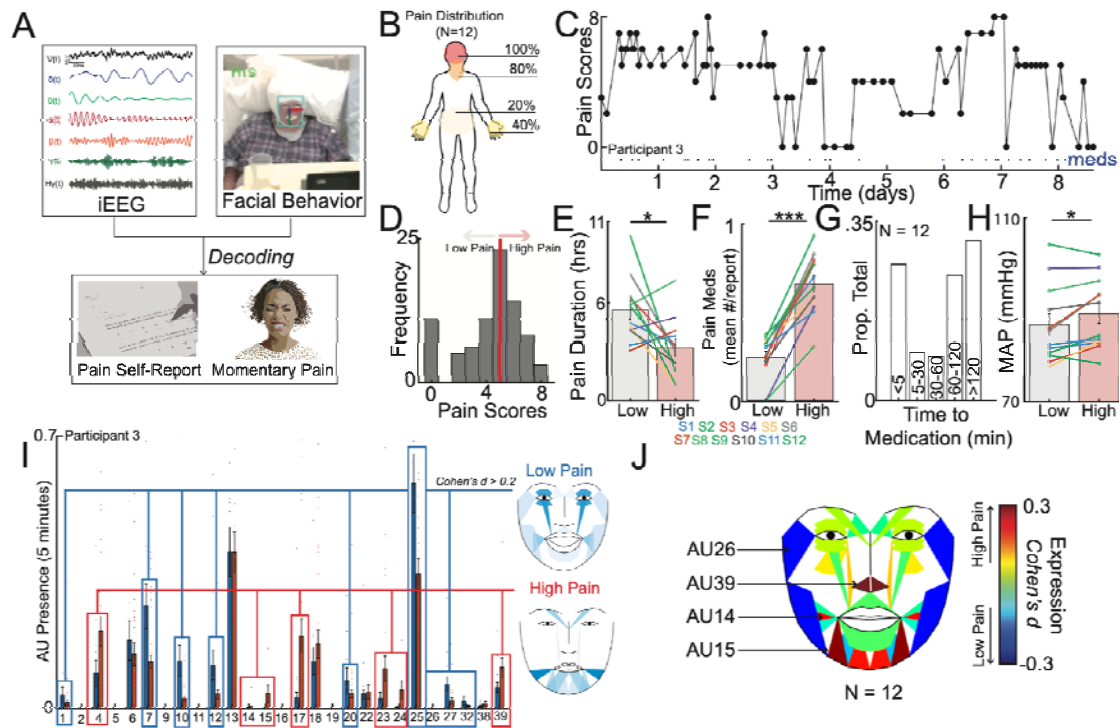 A
V(t)
δ(t)
θ(t)
α(t)
β(t)
γ(t)
Hγ(t)
iEEG
Facial Behavior
Decoding
Pain Self-Report
Momentary Pain
B
Pain Distribution
(N=12)
100%
80%
20%
40%
C
Pain Scores
8
0
Participant 3
meds
1 2 3 4 5 6 7 8
Time (days)
D
Low Pain
High Pain
Frequency
25
0
0 4 8
Pain Scores
E
*
Pain Duration (hrs)
11
6
0
Low High
F
***
Pain Meds
(mean #/report)
1
0
Low High
S1 S2 S3 S4 S5 S6
S7 S8 S9 S10 S11 S12
G
N = 12
Prop. Total
.35
0
<5
5-30
30-60
60-120
>120
Time to
Medication (min)
H
*
MAP (mmHg)
110
70
Low High
I
Participant 3
AU Presence (5 minutes)
0.7
0
Cohen's d > 0.2
Low Pain
High Pain
1 2 4 5 6 7 9 10 11 12 13 14 15 16 17 18 19 20 22 23 24 25 26 27 32 38 39
J
AU26
AU39
AU14
AU15
N = 12
High Pain
Low Pain
0.3
-0.3
Expression
Cohen's d